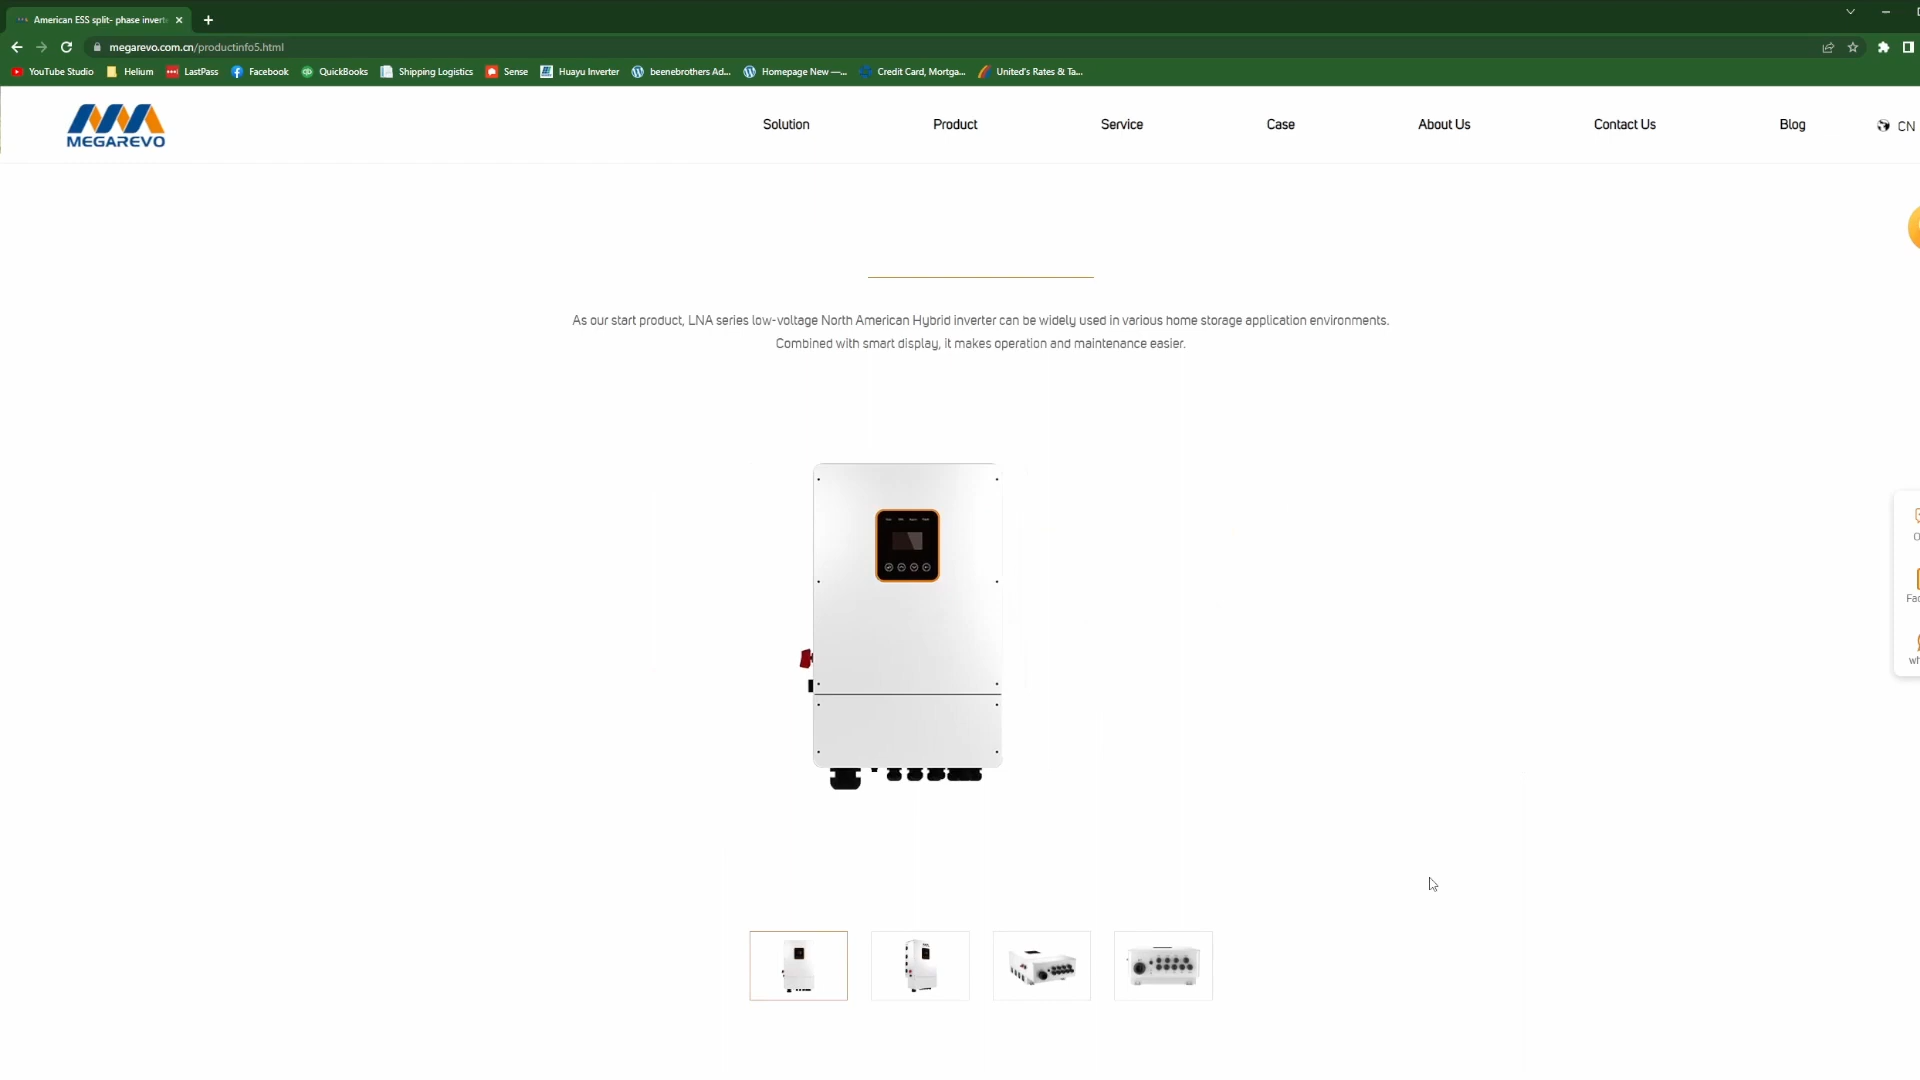 American ESS split- phase invert
megarevo.com.cn/productinfo5.html
YouTube Studio
Helium
LastPass
Facebook
QuickBooks
Shipping Logistics
Sense
Huayu Inverter
beenebrothers Ad...
Homepage New —...
Credit Card, Mortga...
United's Rates & Ta...
MEGAREVO
Solution
Product
Service
Case
About Us
Contact Us
Blog
CN
As our start product, LNA series low-voltage North American Hybrid inverter can be widely used in various home storage application environments.
Combined with smart display, it makes operation and maintenance easier.